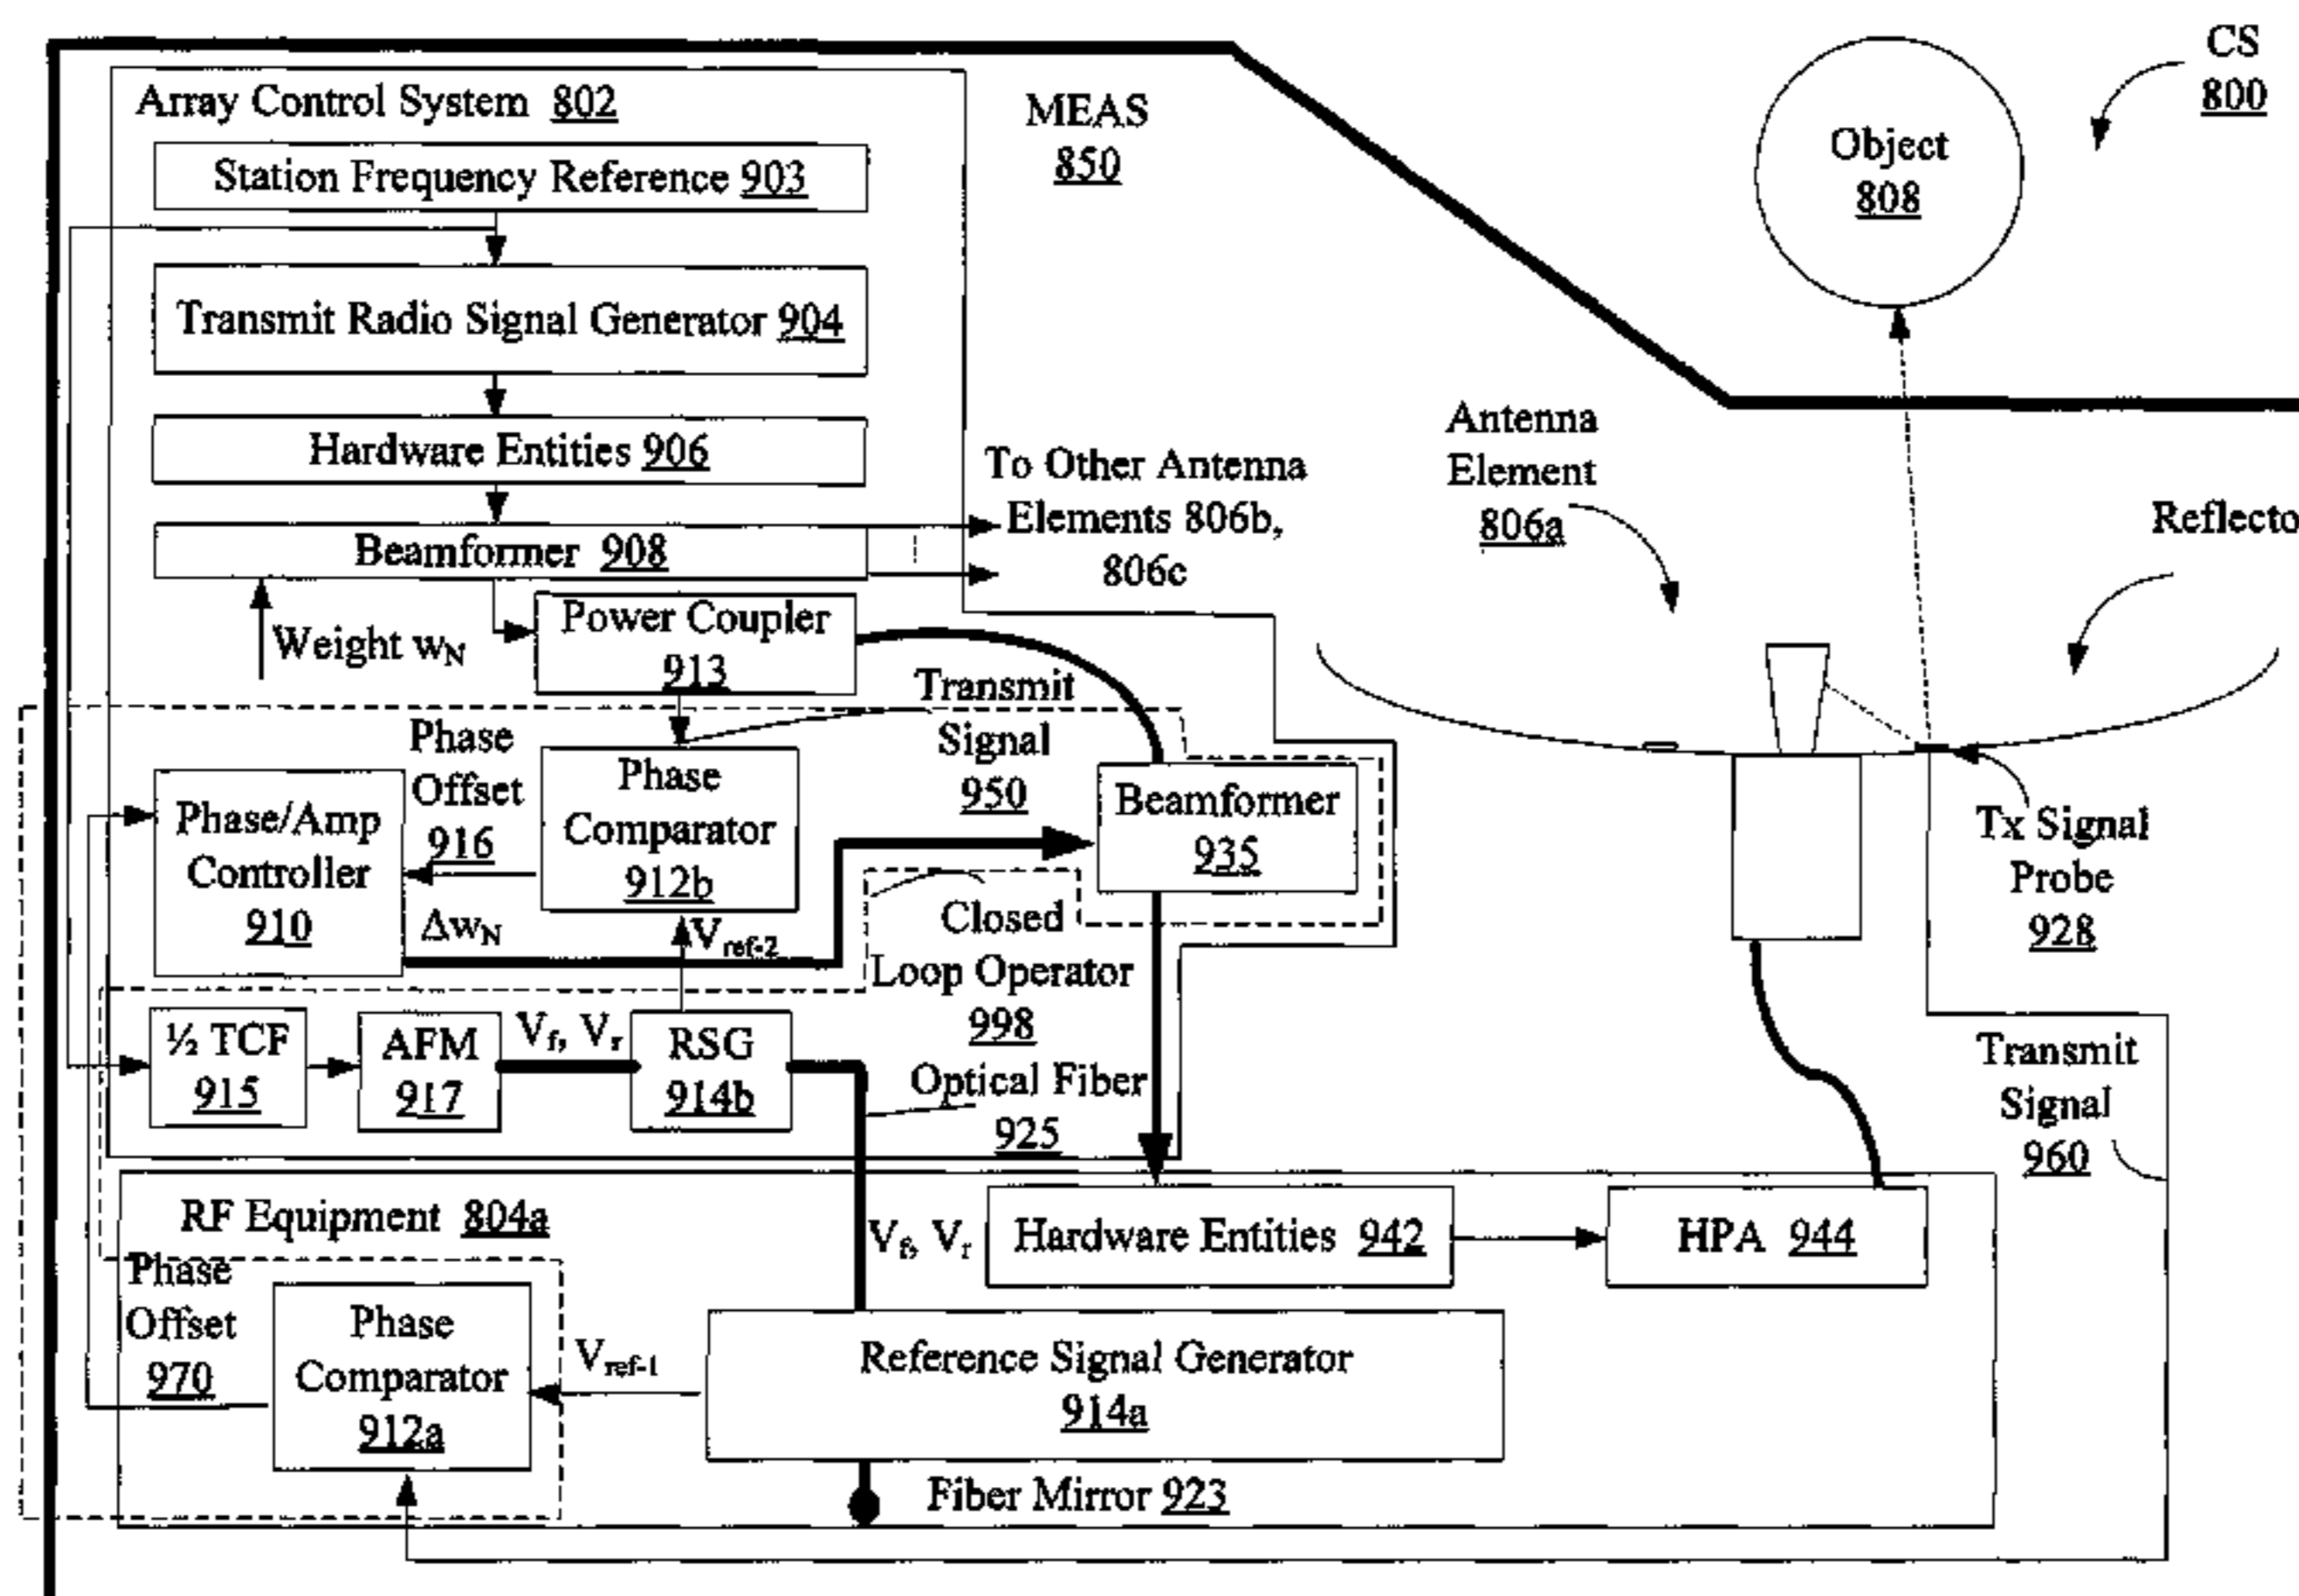 CS
800
Array Control System 802
MEAS
850
Object
808
Station Frequency Reference 903
Transmit Radio Signal Generator 904
Hardware Entities 906
To Other Antenna
Elements 806b,
806c
Antenna
Element
806a
Reflecto
Beamformer 908
Weight wN
Power Coupler
913
Transmit
Signal
950
Phase
Offset
916
Phase
Comparator
912b
Phase/Amp
Controller
910
ΔwN
Vref-2
Beamformer
935
Closed
Loop Operator
998
Tx Signal
Probe
928
½ TCF
915
AFM
917
Vf, Vr
RSG
914b
Optical Fiber
925
Transmit
Signal
960
RF Equipment 804a
Vf, Vr
Hardware Entities 942
HPA 944
Phase
Offset
970
Phase
Comparator
912a
Vref-1
Reference Signal Generator
914a
Fiber Mirror 923